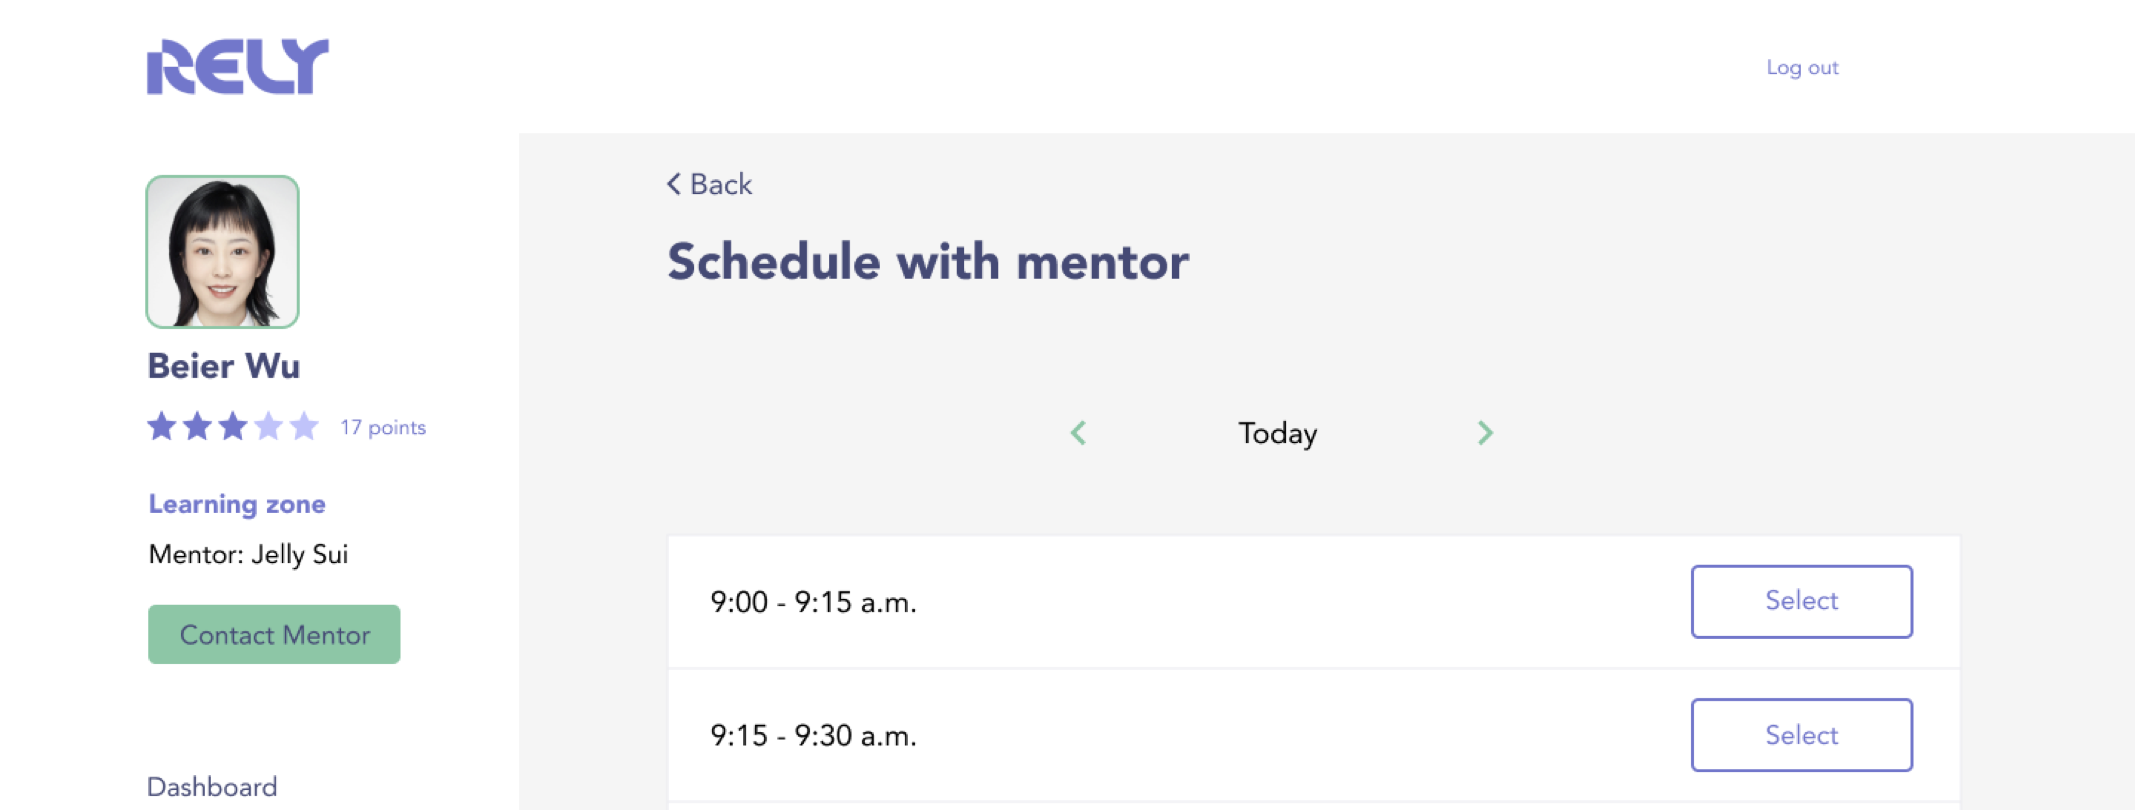 RELY
Log out
Beier Wu
17 points
Learning zone
Mentor: Jelly Sui
Contact Mentor
Dashboard
Back
Schedule with mentor
Today
9:00 - 9:15 a.m.
Select
9:15 - 9:30 a.m.
Select